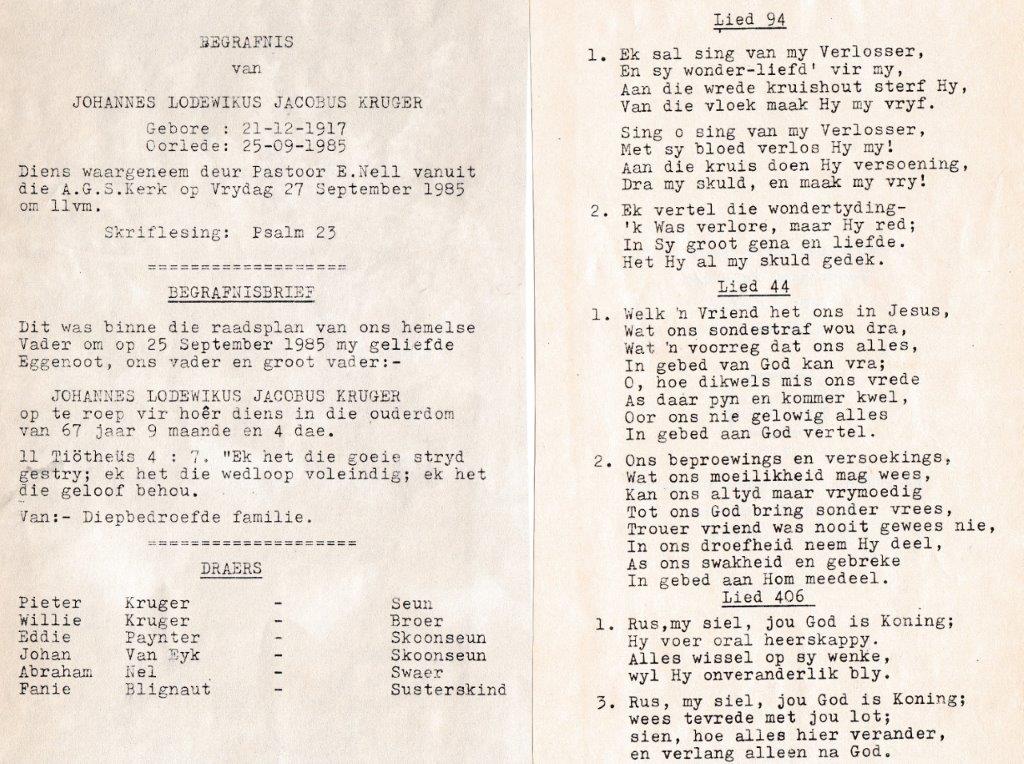 BEGRAFNIS
van
JOHANNES LODEWIKUS JACOBUS KRUGER
Gebore : 21-12-1917
Oorlede: 25-09-1985
Diens waargeneem deur Pastoor E.Nell vanuit
die A.G.S.Kerk op Vrydag 27 September 1985
om 11vm.
Skriflesing: Psalm 23
===================
BEGRAFNISBRIEF
Dit was binne die raadsplan van ons hemelse
Vader om op 25 September 1985 my geliefde
Eggenoot, ons vader en groot vader:-
JOHANNES LODEWIKUS JACOBUS KRUGER
op te roep vir hoêr diens in die ouderdom
van 67 jaar 9 maande en 4 dae.
11 Tiötheüs 4 : 7. "Ek het die goeie stryd
gestry; ek het die wedloop voleindig; ek het
die geloof behou.
Van:- Diepbedroefde familie.
====================
DRAERS
Pieter Kruger - Seun
Willie Kruger - Broer
Eddie Paynter - Skoonseun
Johan Van Eyk - Skoonseun
Abraham Nel - Swaer
Fanie Blignaut - Susterskind
Lied 94
1. Ek sal sing van my Verlosser,
En sy wonder-liefd' vir my,
Aan die wrede kruishout sterf Hy,
Van die vloek maak Hy my vryf.
Sing o sing van my Verlosser,
Met sy bloed verlos Hy my!
Aan die kruis doen Hy versoening,
Dra my skuld, en maak my vry!
2. Ek vertel die wondertyding-
'k Was verlore, maar Hy red;
In Sy groot gena en liefde.
Het Hy al my skuld gedek.
Lied 44
1. Welk 'n Vriend het ons in Jesus,
Wat ons sondestraf wou dra,
Wat 'n voorreg dat ons alles,
In gebed van God kan vra;
O, hoe dikwels mis ons vrede
As daar pyn en kommer kwel,
Oor ons nie gelowig alles
In gebed aan God vertel.
2. Ons beproewings en versoekings,
Wat ons moeilikheid mag wees,
Kan ons altyd maar vrymoedig
Tot ons God bring sonder vrees,
Trouer vriend was nooit gewees nie,
In ons droefheid neem Hy deel,
As ons swakheid en gebreke
In gebed aan Hom meedeel.
Lied 406
1. Rus,my siel, jou God is Koning;
Hy voer oral heerskappy.
Alles wissel op sy wenke,
wyl Hy onveranderlik bly.
3. Rus, my siel, jou God is Koning;
wees tevrede met jou lot;
sien, hoe alles hier verander,
en verlang alleen na God.